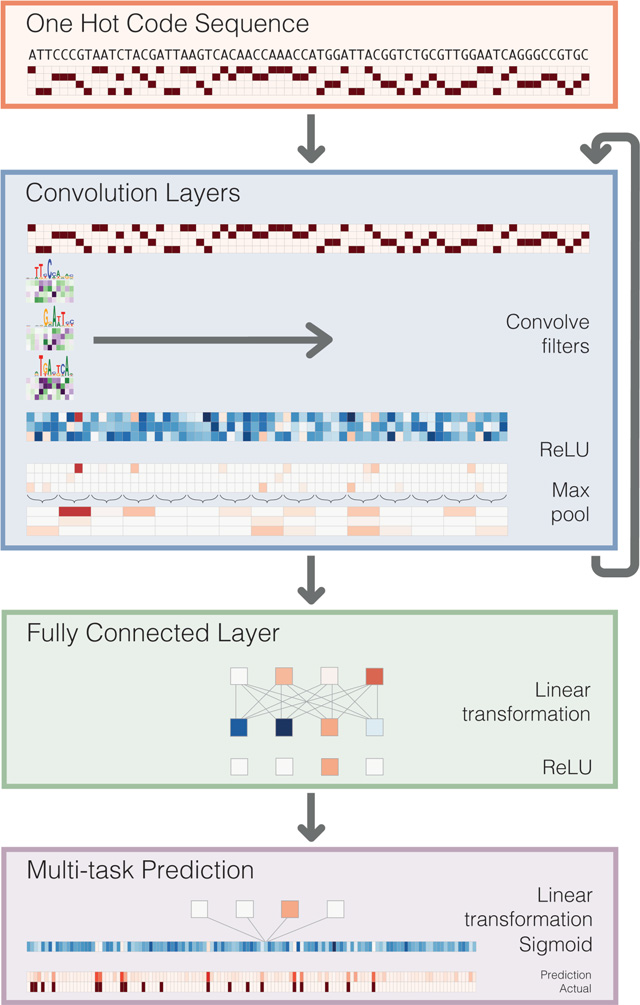 One Hot Code Sequence
ATTCCCGTAATCTACGATTAAGTCACAACCAAACCATGGATTACGGTCTGCGTTGGAATCAGGGCCGTGC
Convolution Layers
Convolve
filters
ReLU
Max
pool
Fully Connected Layer
Linear
transformation
ReLU
Multi-task Prediction
Linear
transformation
Sigmoid
Prediction
Actual